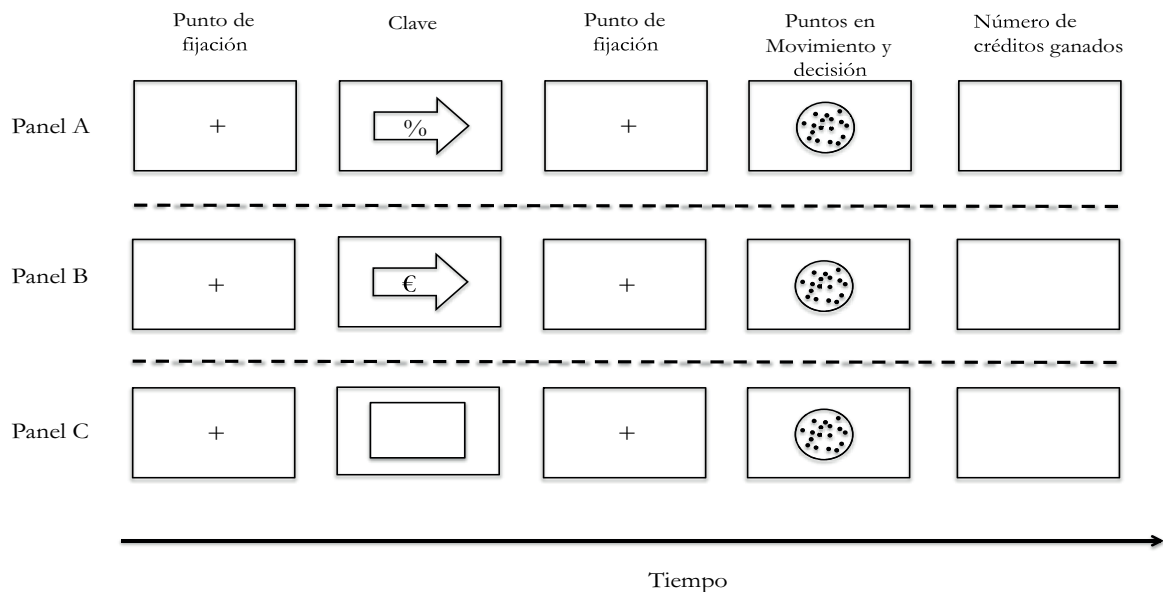 Punto de
fijación
Clave
Punto de
fijación
Puntos en
Movimiento y
decisión
Número de
créditos ganados
Panel A
+
%
+
Panel B
+
€
+
Panel C
+
+
Tiempo